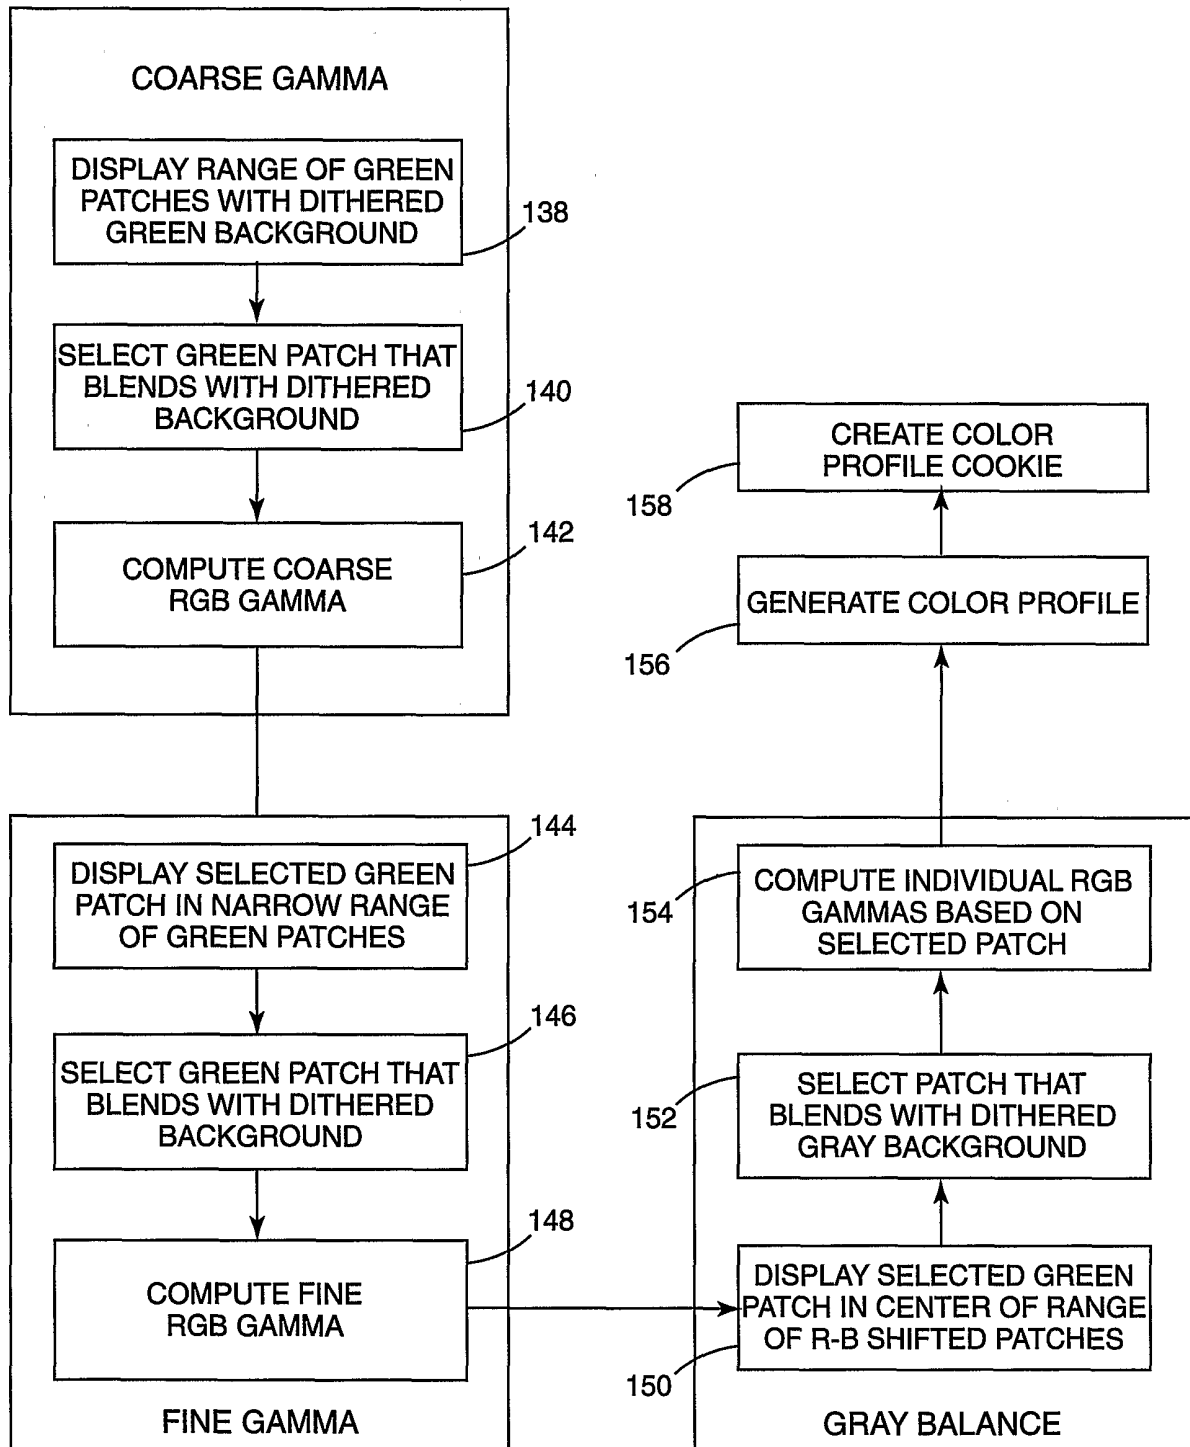 COARSE GAMMA
DISPLAY RANGE OF GREEN
PATCHES WITH DITHERED
GREEN BACKGROUND
138
SELECT GREEN PATCH THAT
BLENDS WITH DITHERED
BACKGROUND
140
COMPUTE COARSE
RGB GAMMA
142
DISPLAY SELECTED GREEN
PATCH IN NARROW RANGE
OF GREEN PATCHES
144
SELECT GREEN PATCH THAT
BLENDS WITH DITHERED
BACKGROUND
146
COMPUTE FINE
RGB GAMMA
148
FINE GAMMA
CREATE COLOR
PROFILE COOKIE
158
GENERATE COLOR PROFILE
156
COMPUTE INDIVIDUAL RGB
GAMMAS BASED ON
SELECTED PATCH
154
SELECT PATCH THAT
BLENDS WITH DITHERED
GRAY BACKGROUND
152
DISPLAY SELECTED GREEN
PATCH IN CENTER OF RANGE
OF R-B SHIFTED PATCHES
150
GRAY BALANCE